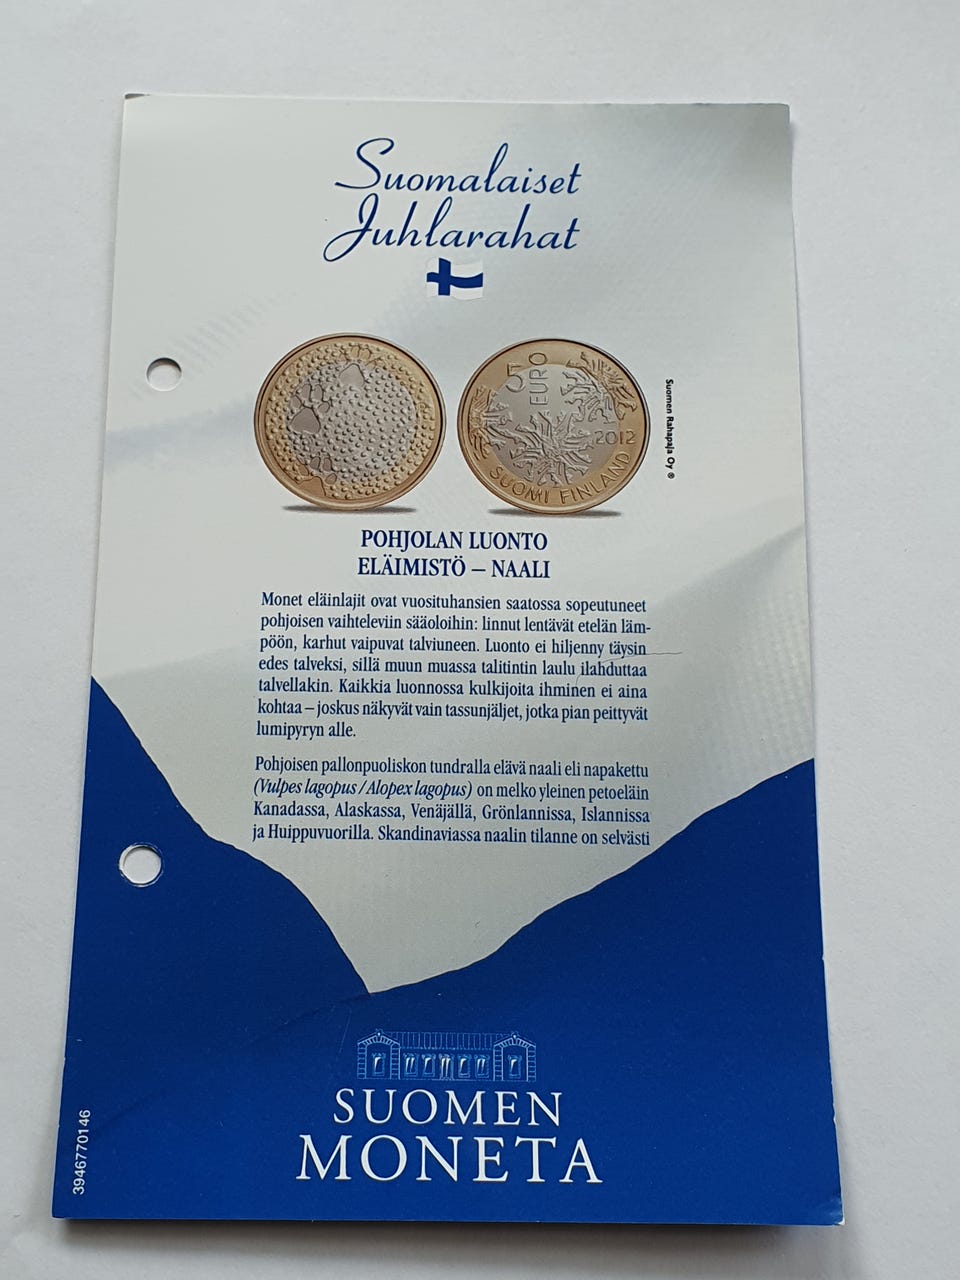 Suomalaiset
Juhlarahat
5 EURO
2012
SUOMI FINLAND
Suomen Rahapaja Oy ®
POHJOLAN LUONTO
ELÄIMISTÖ – NAALI
Monet eläinlajit ovat vuosituhansien saatossa sopeutuneet
pohjoisen vaihteleviin sääoloihin: linnut lentävät etelän läm-
pöön, karhut vaipuvat talviuneen. Luonto ei hiljenny täysin
edes talveksi, sillä muun muassa talitintin laulu ilahduttaa
talvellakin. Kaikkia luonnossa kulkijoita ihminen ei aina
kohtaa – joskus näkyvät vain tassunjäljet, jotka pian peittyvät
lumipyryn alle.
Pohjoisen pallonpuoliskon tundralla elävä naali eli napakettu
(Vulpes lagopus / Alopex lagopus) on melko yleinen petoeläin
Kanadassa, Alaskassa, Venäjällä, Grönlannissa, Islannissa
ja Huippuvuorilla. Skandinaviassa naalin tilanne on selvästi
SUOMEN
MONETA
3946770146